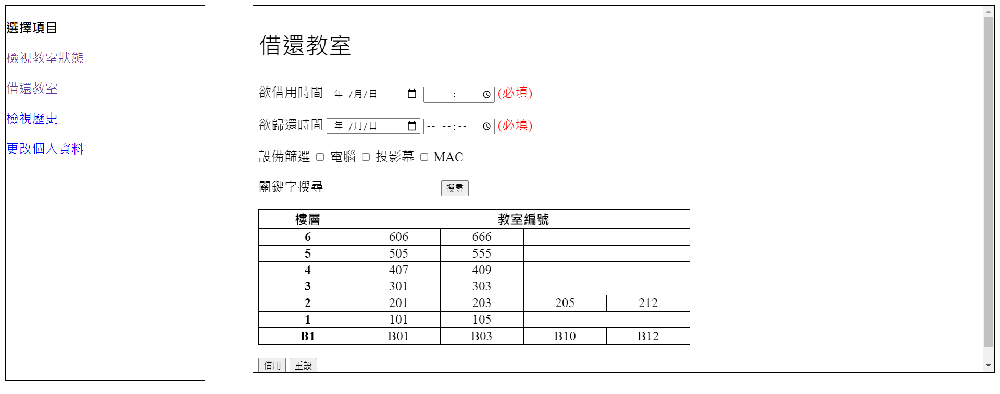 選擇項目
檢視教室狀態
借還教室
檢視歷史
更改個人資料
借還教室
欲借用時間 年 /月/日 -- --:-- (必填)
欲歸還時間 年 /月/日 -- --:-- (必填)
設備篩選 電腦 投影幕 MAC
關鍵字搜尋 搜尋
樓層 教室編號
6 606 666
5 505 555
4 407 409
3 301 303
2 201 203 205 212
1 101 105
B1 B01 B03 B10 B12
借用 重設